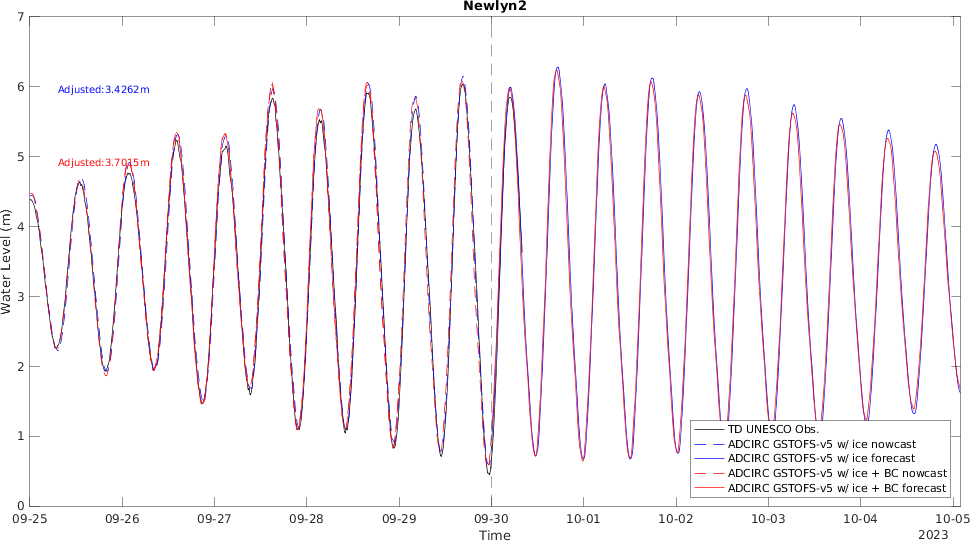 Newlyn2
7
6
5
4
3
2
1
0
Water Level (m)
Adjusted:3.4262m
Adjusted:3.7015m
TD UNESCO Obs.
ADCIRC GSTOFS-v5 w/ ice nowcast
ADCIRC GSTOFS-v5 w/ ice forecast
ADCIRC GSTOFS-v5 w/ ice + BC nowcast
ADCIRC GSTOFS-v5 w/ ice + BC forecast
09-25 09-26 09-27 09-28 09-29 09-30 10-01 10-02 10-03 10-04 10-05
Time
2023